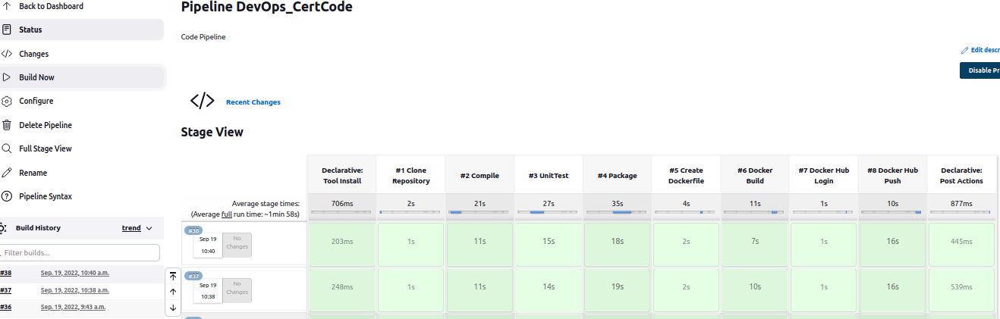 Back to Dashboard
Status
Changes
Build Now
Configure
Delete Pipeline
Full Stage View
Rename
Pipeline Syntax
Build History
trend
Filter builds...
#38 Sep. 19, 2022, 10:40 a.m.
#37 Sep. 19, 2022, 10:38 a.m.
#36 Sep. 19, 2022, 9:43 a.m.
Pipeline DevOps_CertCode
Code Pipeline
Edit descr
Disable Pr
Recent Changes
Stage View
Declarative: Tool Install
#1 Clone Repository
#2 Compile
#3 UnitTest
#4 Package
#5 Create Dockerfile
#6 Docker Build
#7 Docker Hub Login
#8 Docker Hub Push
Declarative: Post Actions
Average stage times:
(Average full run time: ~1min 58s)
706ms 2s 21s 27s 35s 4s 11s 1s 10s 877ms
#38
Sep 19
10:40
No Changes
203ms 1s 11s 15s 18s 2s 7s 1s 16s 445ms
#37
Sep 19
10:38
No Changes
248ms 1s 11s 14s 19s 2s 10s 1s 16s 539ms